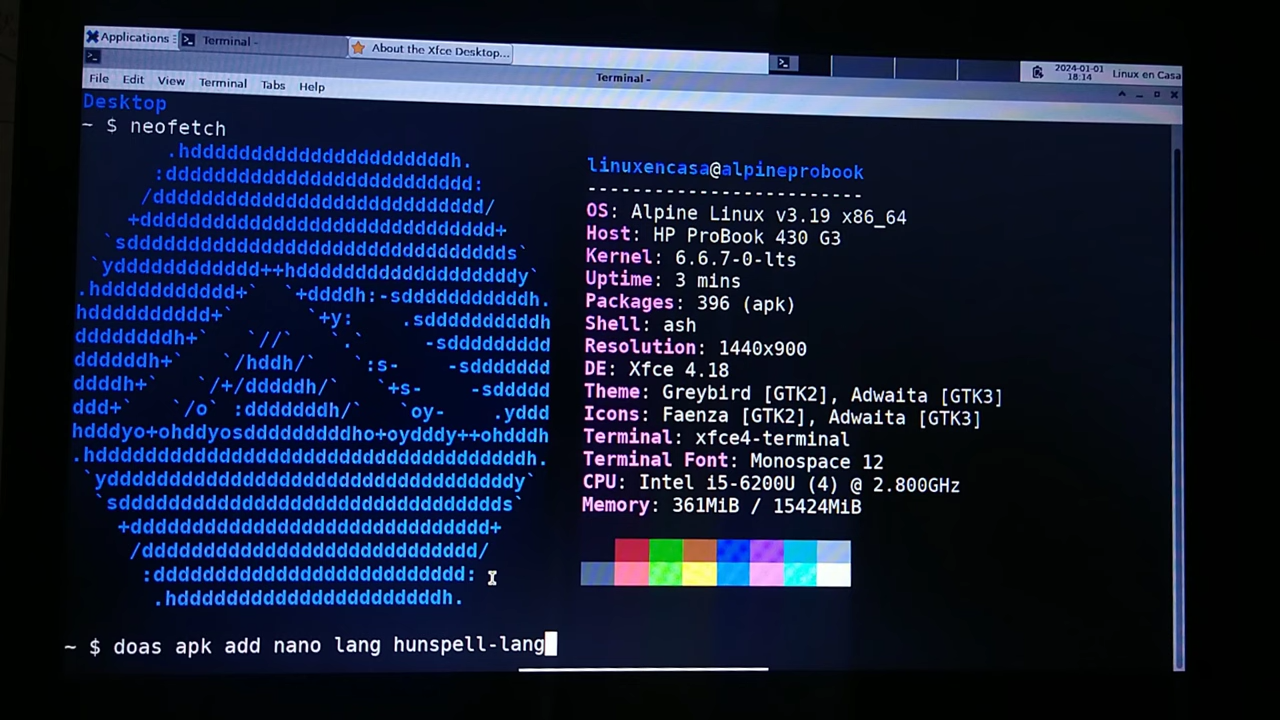 Applications
Terminal -
About the Xfce Desktop...
2024-01-01
18:14
Linux en Casa
Terminal -
File Edit View Terminal Tabs Help
Desktop
~ $ neofetch
.hddddddddddddddddddddddh.
:dddddddddddddddddddddddddd:
/dddddddddddddddddddddddddddd/
+dddddddddddddddddddddddddddddd+
`sdddddddddddddddddddddddddddddddds`
`ydddddddddddd++hdddddddddddddddddddy`
.hddddddddddd+`  `+ddddh:-sdddddddddddh.
hdddddddddd+`      `+y:    .sddddddddddh
ddddddddh+`   `//`   `.`     -sddddddddd
ddddddh+`   `/hddh/`   `:s-    -sddddddd
ddddh+`   `/+/dddddh/`   `+s-    -sddddd
ddd+`   `/o` :dddddddh/`   `oy-    .yddd
hdddyo+ohddyosdddddddddho+oydddy++ohdddh
.hddddddddddddddddddddddddddddddddddddh.
`yddddddddddddddddddddddddddddddddddy`
`sdddddddddddddddddddddddddddddddds`
+dddddddddddddddddddddddddddddd+
/dddddddddddddddddddddddddddd/
:dddddddddddddddddddddddddd:
.hddddddddddddddddddddddh.
linuxencasa@alpineprobook
-------------------------
OS: Alpine Linux v3.19 x86_64
Host: HP ProBook 430 G3
Kernel: 6.6.7-0-lts
Uptime: 3 mins
Packages: 396 (apk)
Shell: ash
Resolution: 1440x900
DE: Xfce 4.18
Theme: Greybird [GTK2], Adwaita [GTK3]
Icons: Faenza [GTK2], Adwaita [GTK3]
Terminal: xfce4-terminal
Terminal Font: Monospace 12
CPU: Intel i5-6200U (4) @ 2.800GHz
Memory: 361MiB / 15424MiB
~ $ doas apk add nano lang hunspell-lang